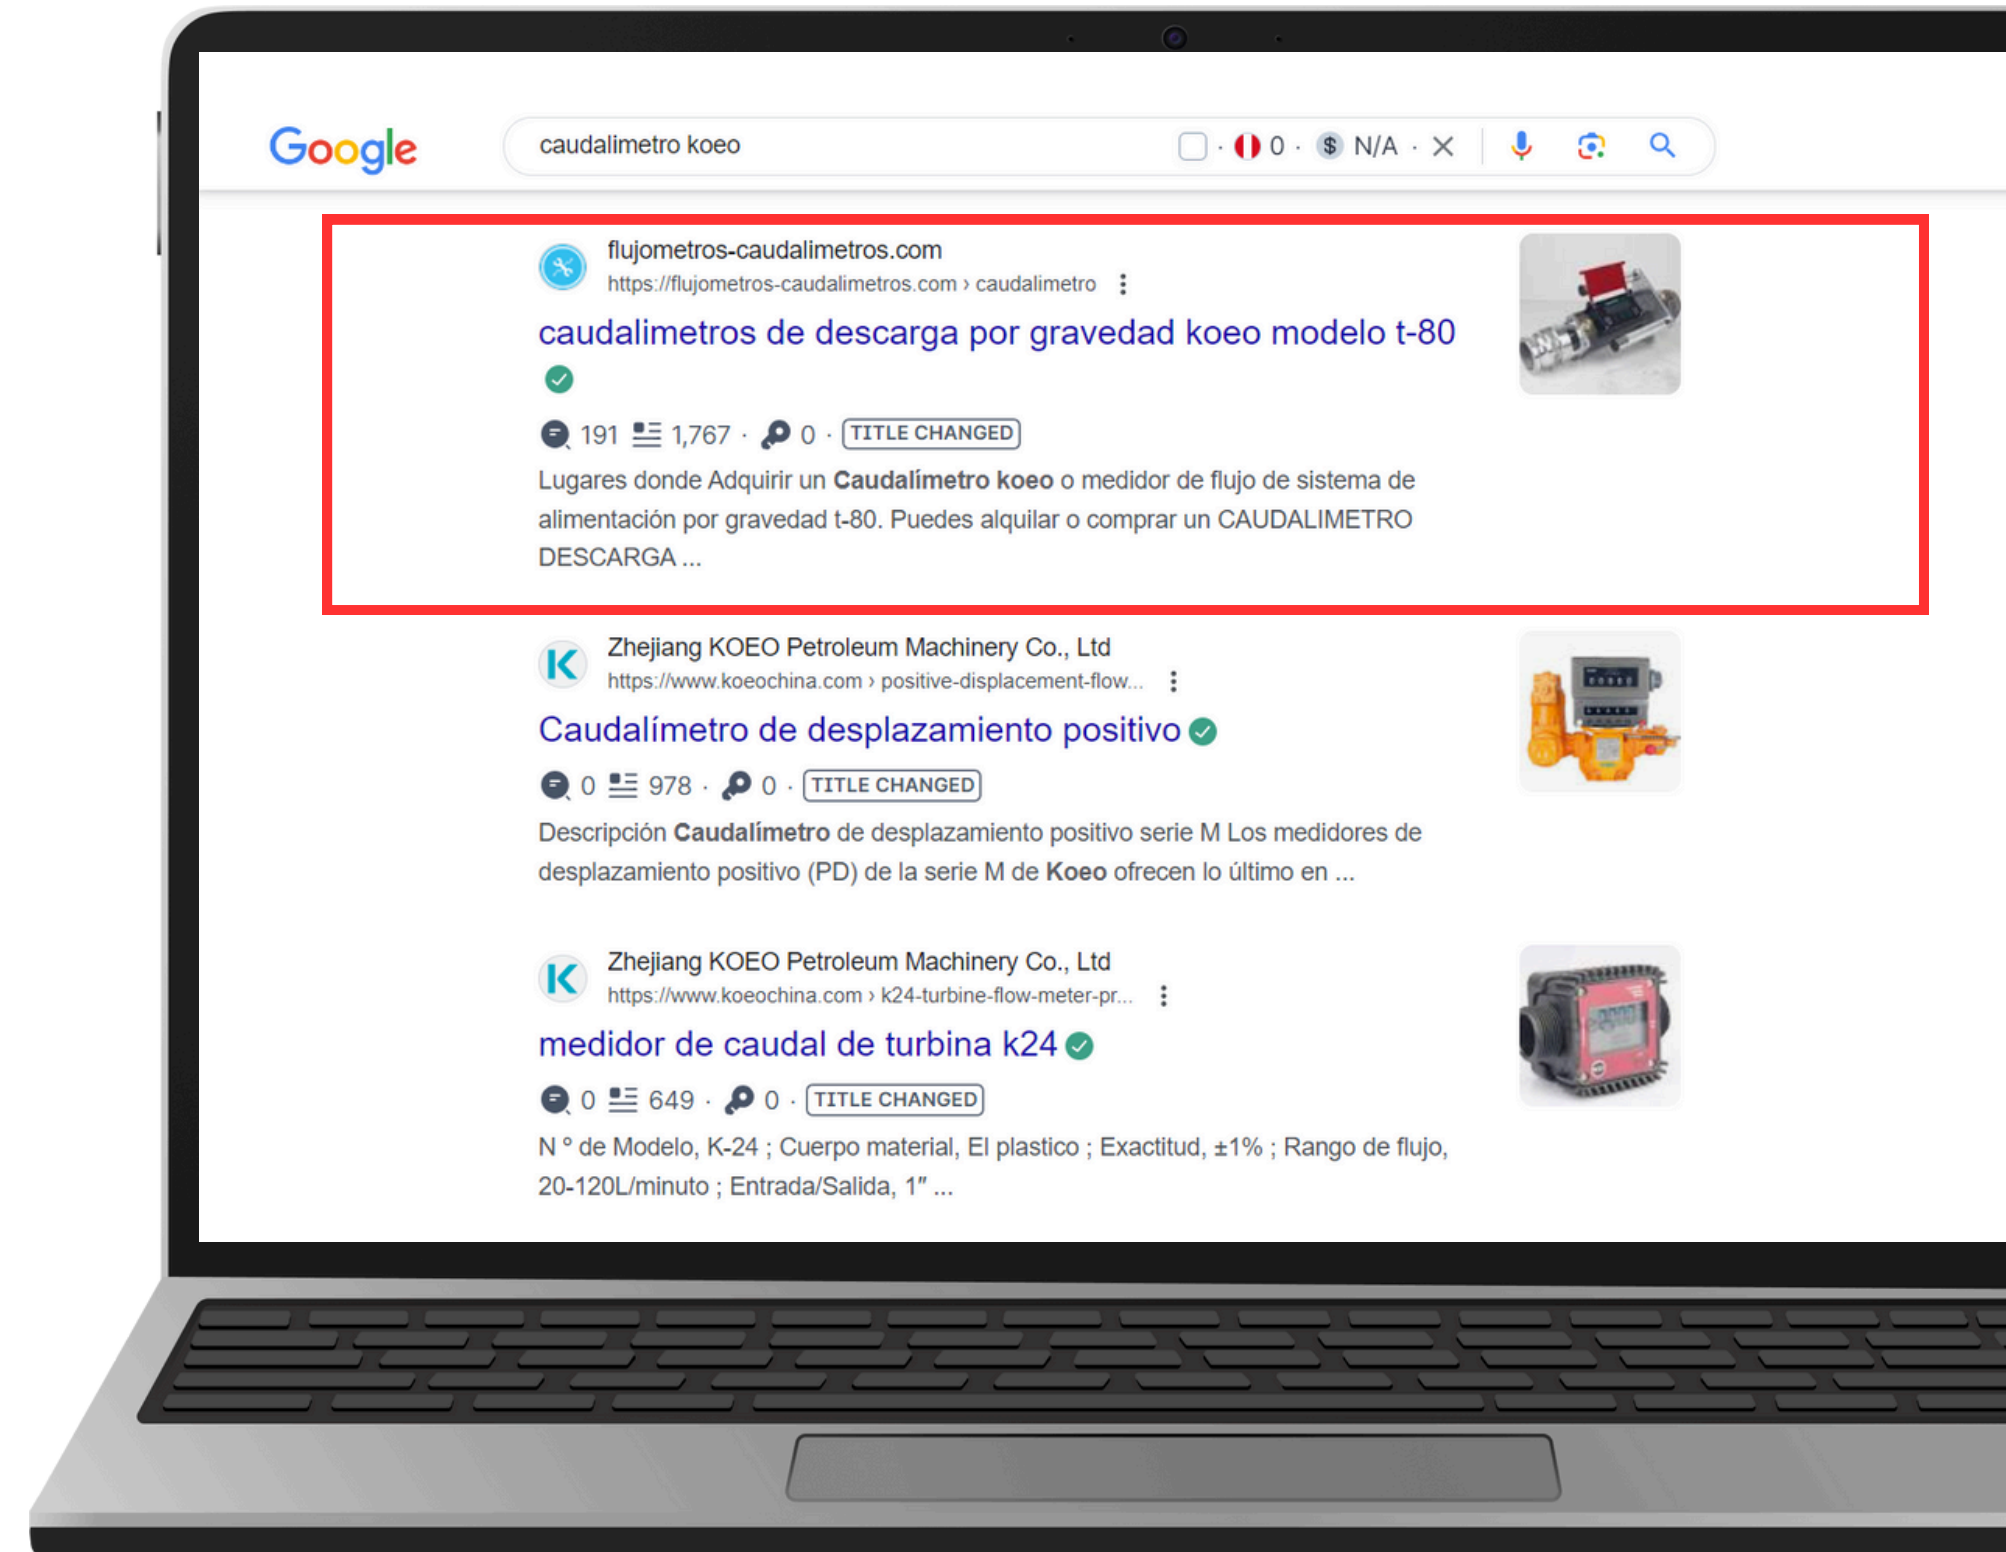 Google
caudalimetro koeo
· 0 · $ N/A ·
flujometros-caudalimetros.com
https://flujometros-caudalimetros.com › caudalimetro
caudalimetros de descarga por gravedad koeo modelo t-80
191 1,767 · 0 · TITLE CHANGED
Lugares donde Adquirir un Caudalímetro koeo o medidor de flujo de sistema de
alimentación por gravedad t-80. Puedes alquilar o comprar un CAUDALIMETRO
DESCARGA ...
K
Zhejiang KOEO Petroleum Machinery Co., Ltd
https://www.koeochina.com › positive-displacement-flow...
Caudalímetro de desplazamiento positivo
0 978 · 0 · TITLE CHANGED
Descripción Caudalímetro de desplazamiento positivo serie M Los medidores de
desplazamiento positivo (PD) de la serie M de Koeo ofrecen lo último en ...
K
Zhejiang KOEO Petroleum Machinery Co., Ltd
https://www.koeochina.com › k24-turbine-flow-meter-pr...
medidor de caudal de turbina k24
0 649 · 0 · TITLE CHANGED
N º de Modelo, K-24 ; Cuerpo material, El plastico ; Exactitud, ±1% ; Rango de flujo,
20-120L/minuto ; Entrada/Salida, 1″ ...